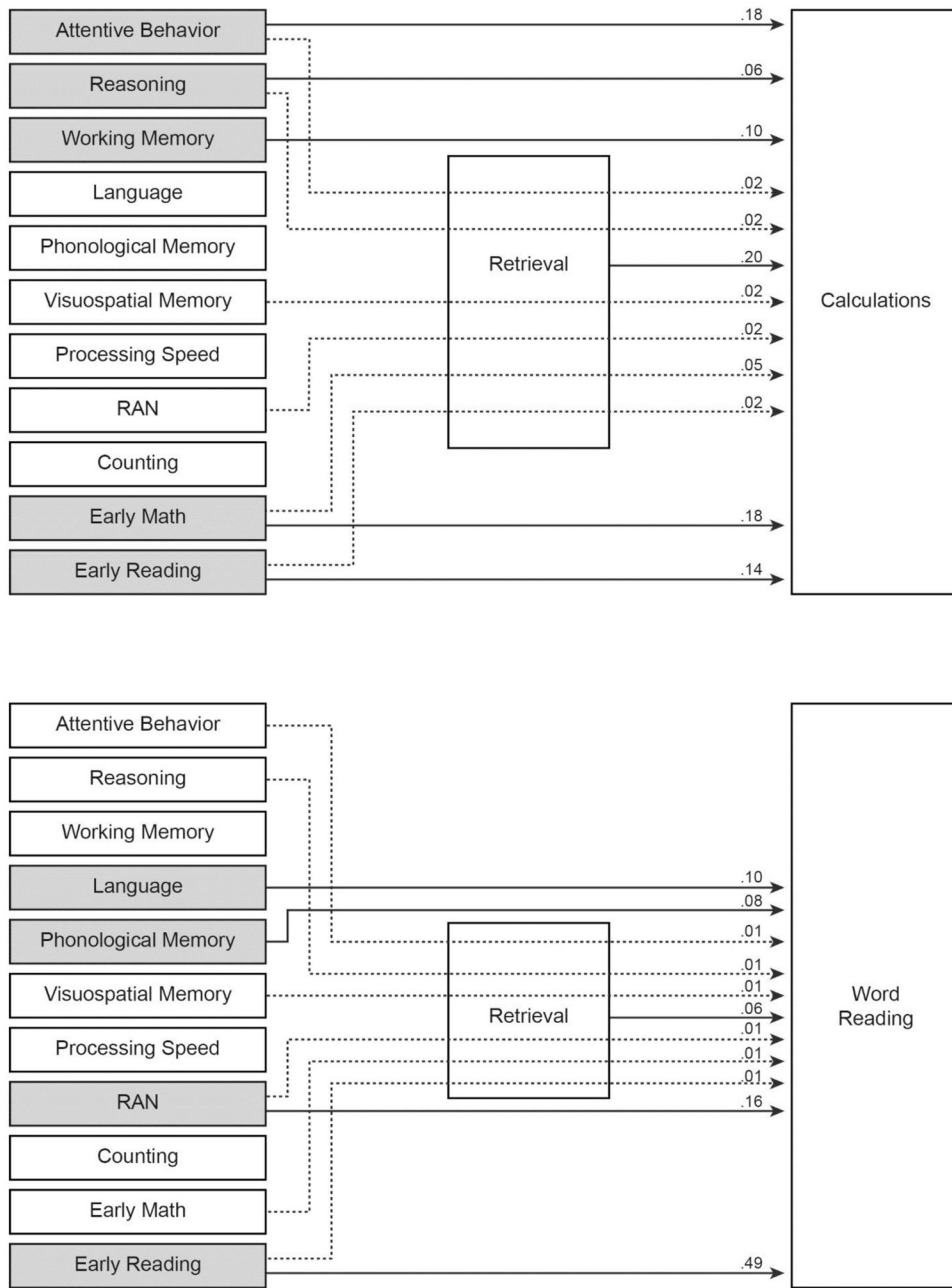 Attentive Behavior
.18
Reasoning
.06
Working Memory
.10
Language
.02
Phonological Memory
.02
Retrieval
.20
Visuospatial Memory
.02
Calculations
Processing Speed
.02
.05
RAN
.02
Counting
Early Math
.18
Early Reading
.14
Attentive Behavior
Reasoning
Working Memory
Language
.10
.08
Phonological Memory
.01
.01
Visuospatial Memory
.01
Retrieval
.06
Word
Reading
.01
Processing Speed
.01
.01
RAN
.16
Counting
Early Math
Early Reading
.49